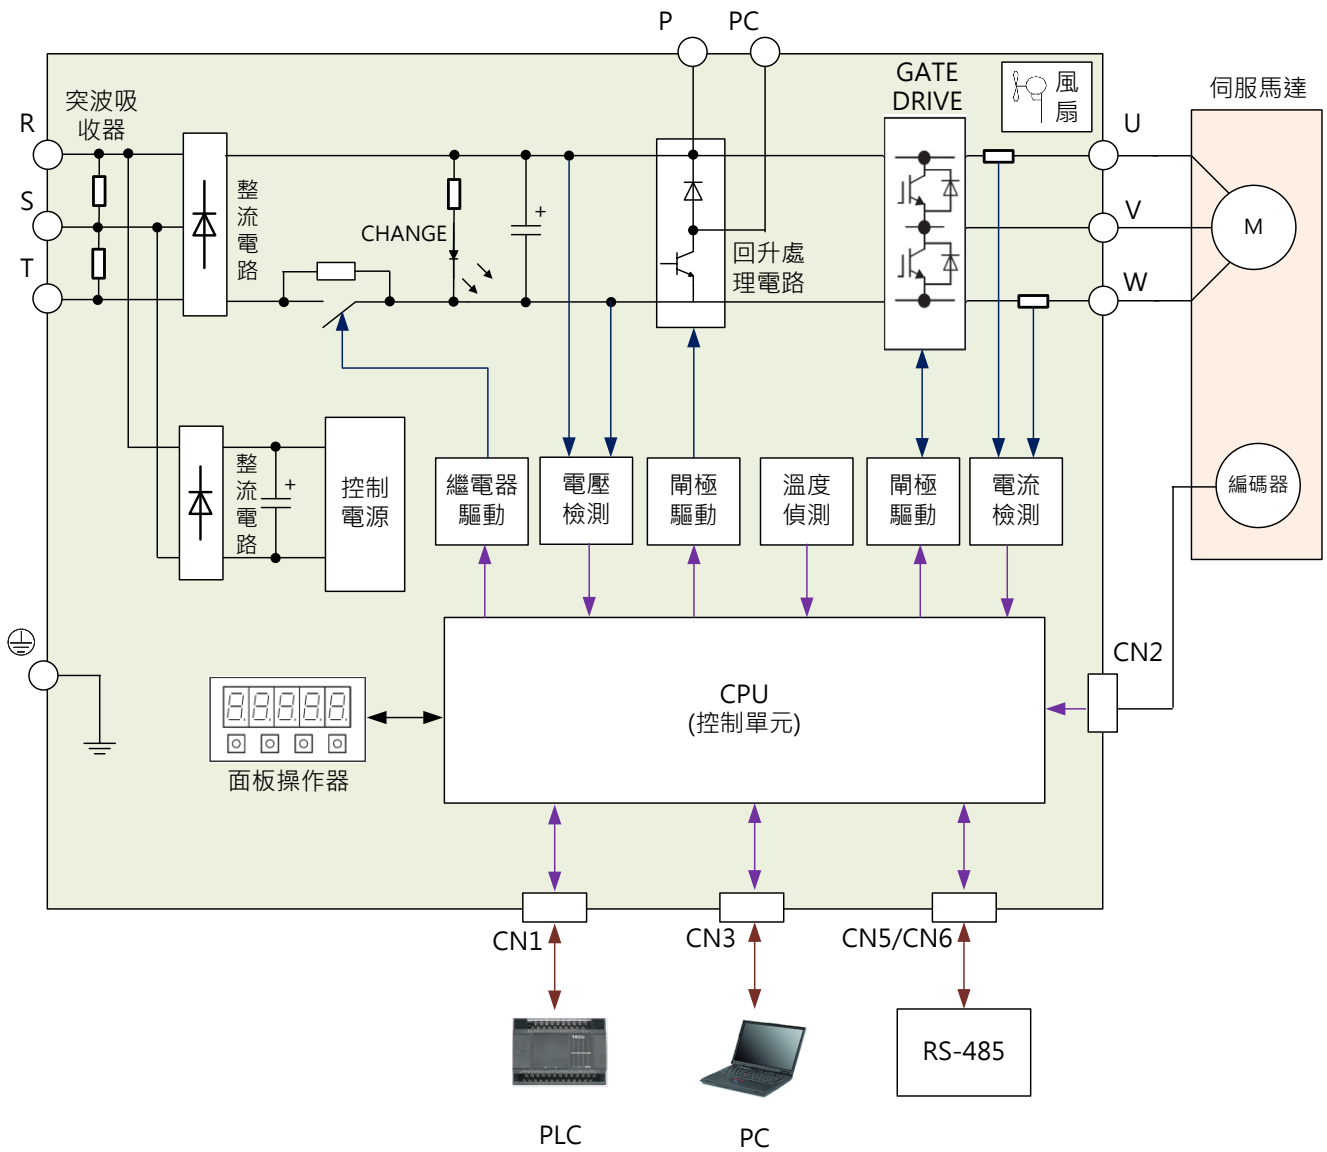 P
PC
GATE
DRIVE
風
扇
伺服馬達
突波吸
收器
R
U
整
流
電
路
S
V
CHANGE
+
M
回升處
理電路
T
W
整
流
電
路
+
控制
電源
繼電器
驅動
電壓
檢測
閘極
驅動
溫度
偵測
閘極
驅動
電流
檢測
編碼器
CN2
CPU
(控制單元)
面板操作器
CN1
CN3
CN5/CN6
TECO
RS-485
PLC
PC